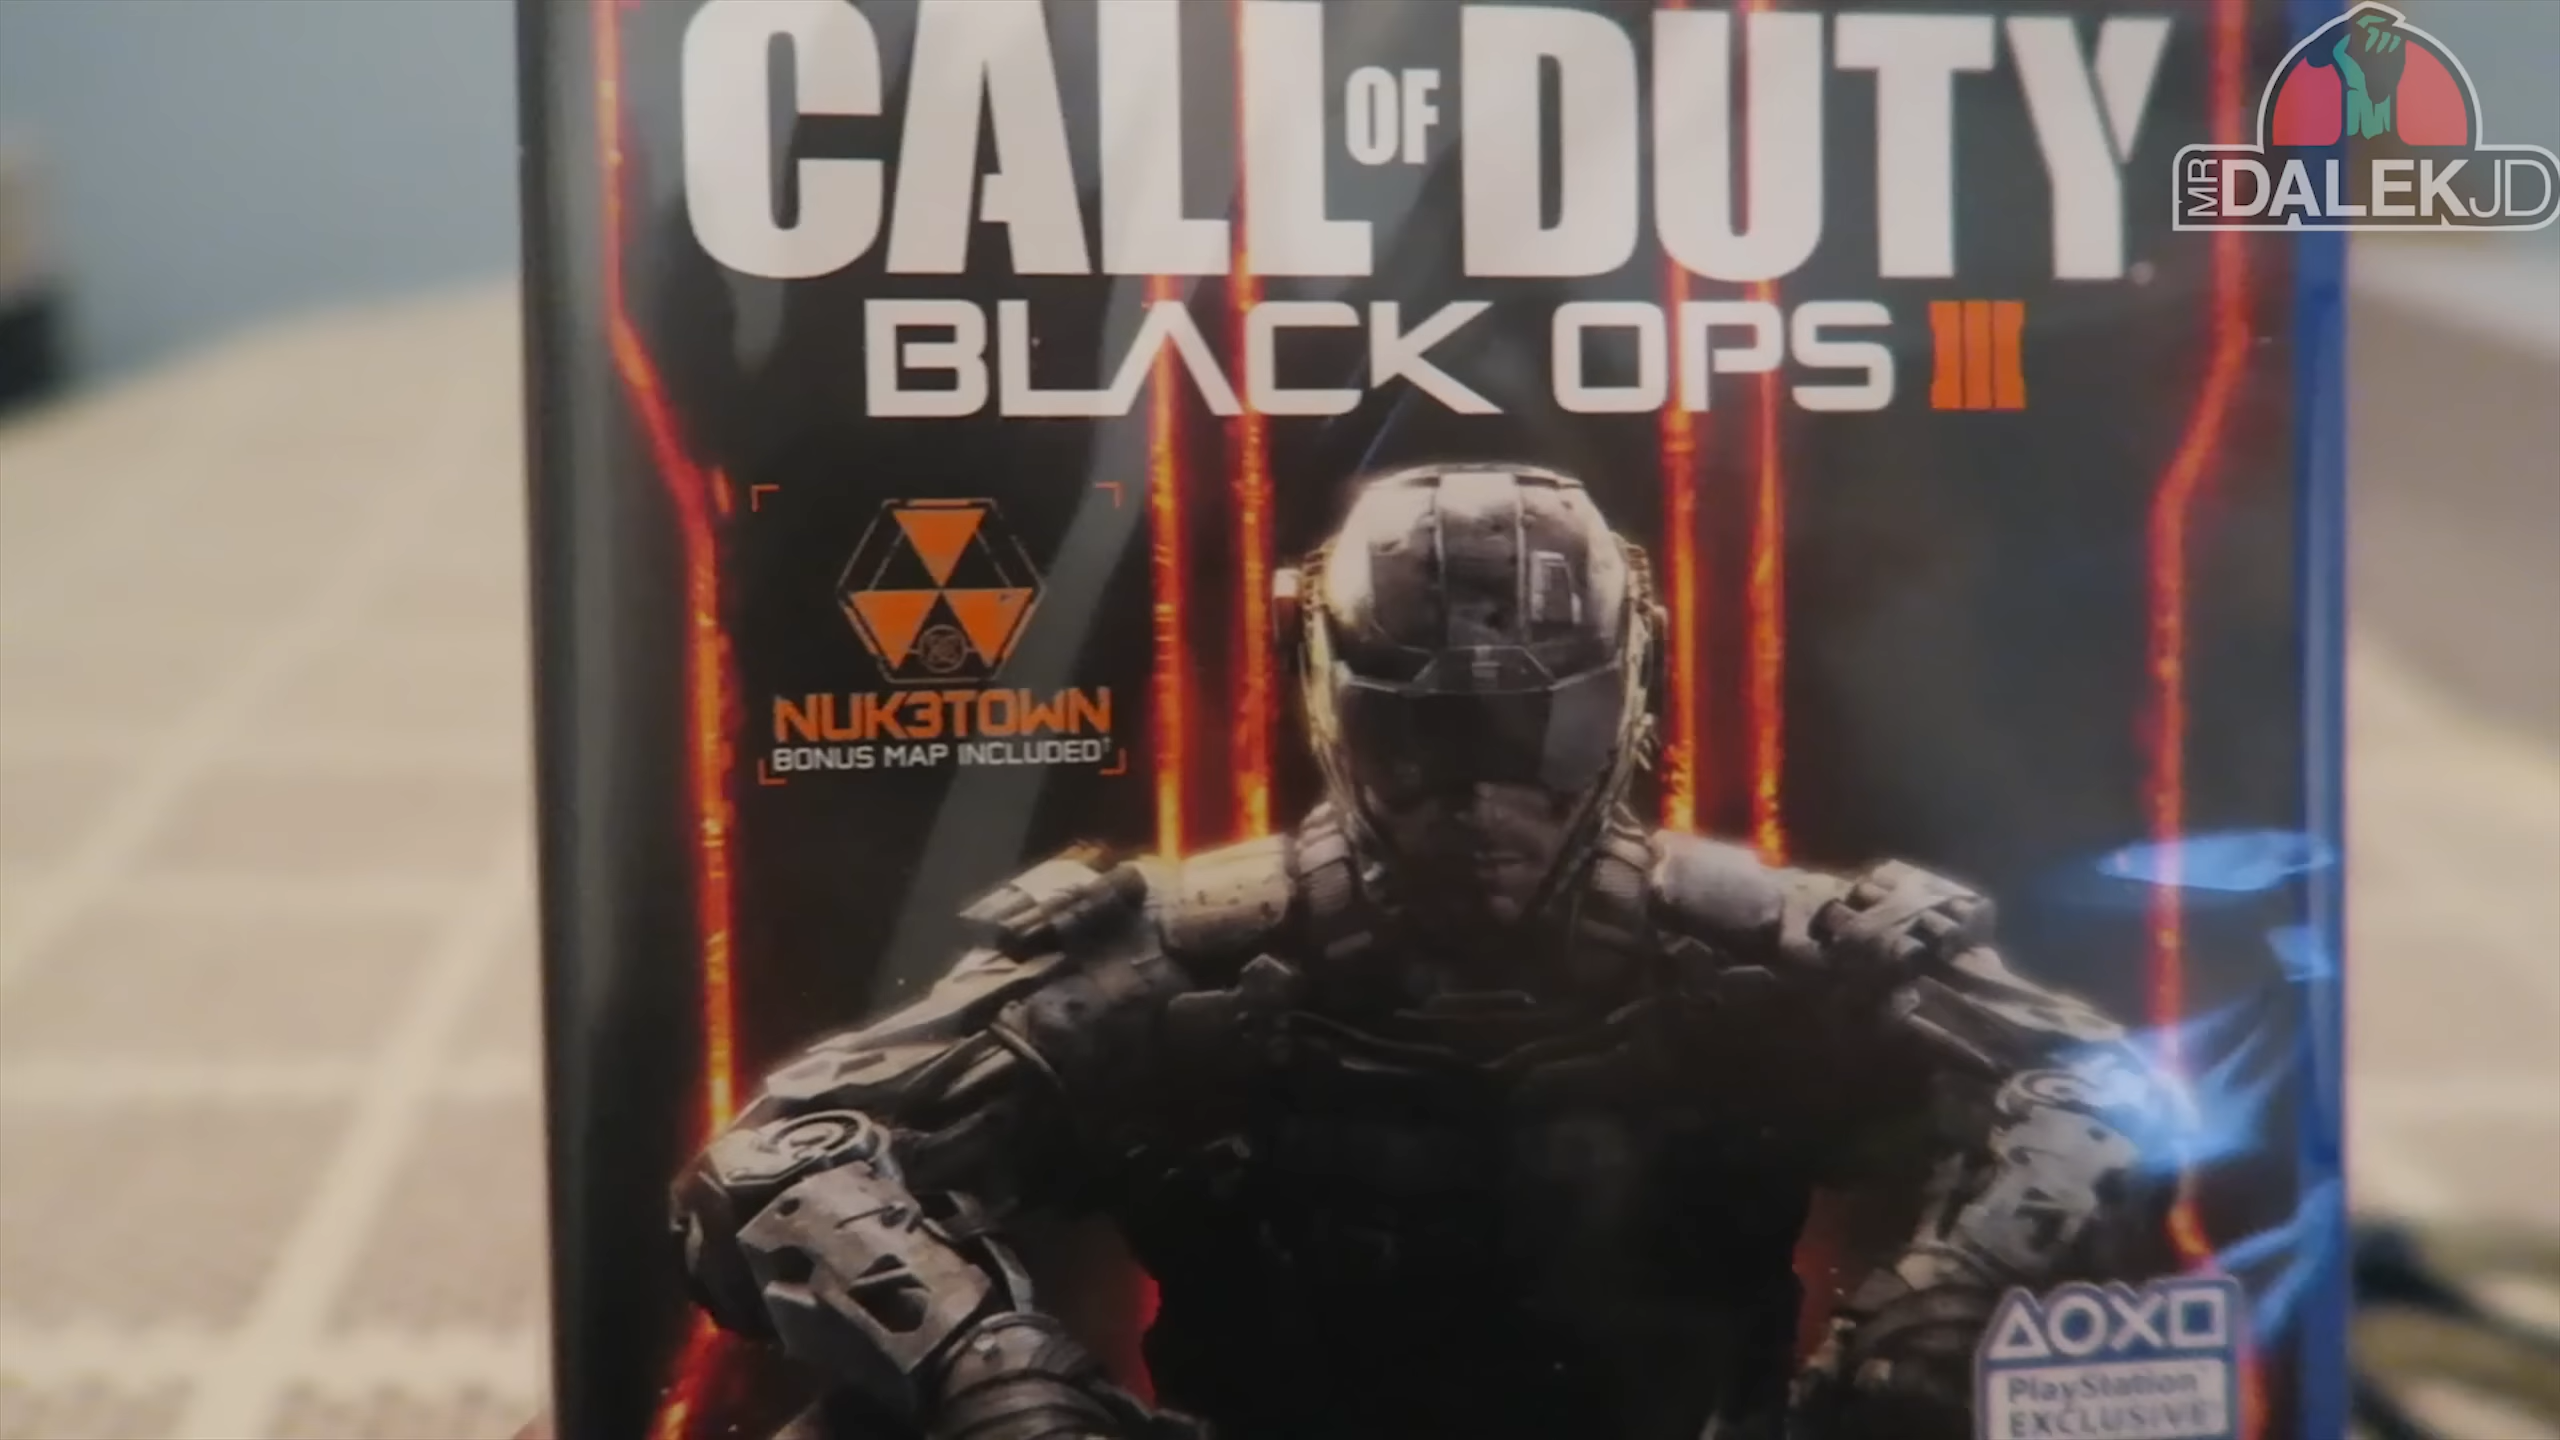 CALL OF DUTY
BLACK OPS III
MR DALEKJD
NUK3TOWN
BONUS MAP INCLUDED†
PlayStation
EXCLUSIVE